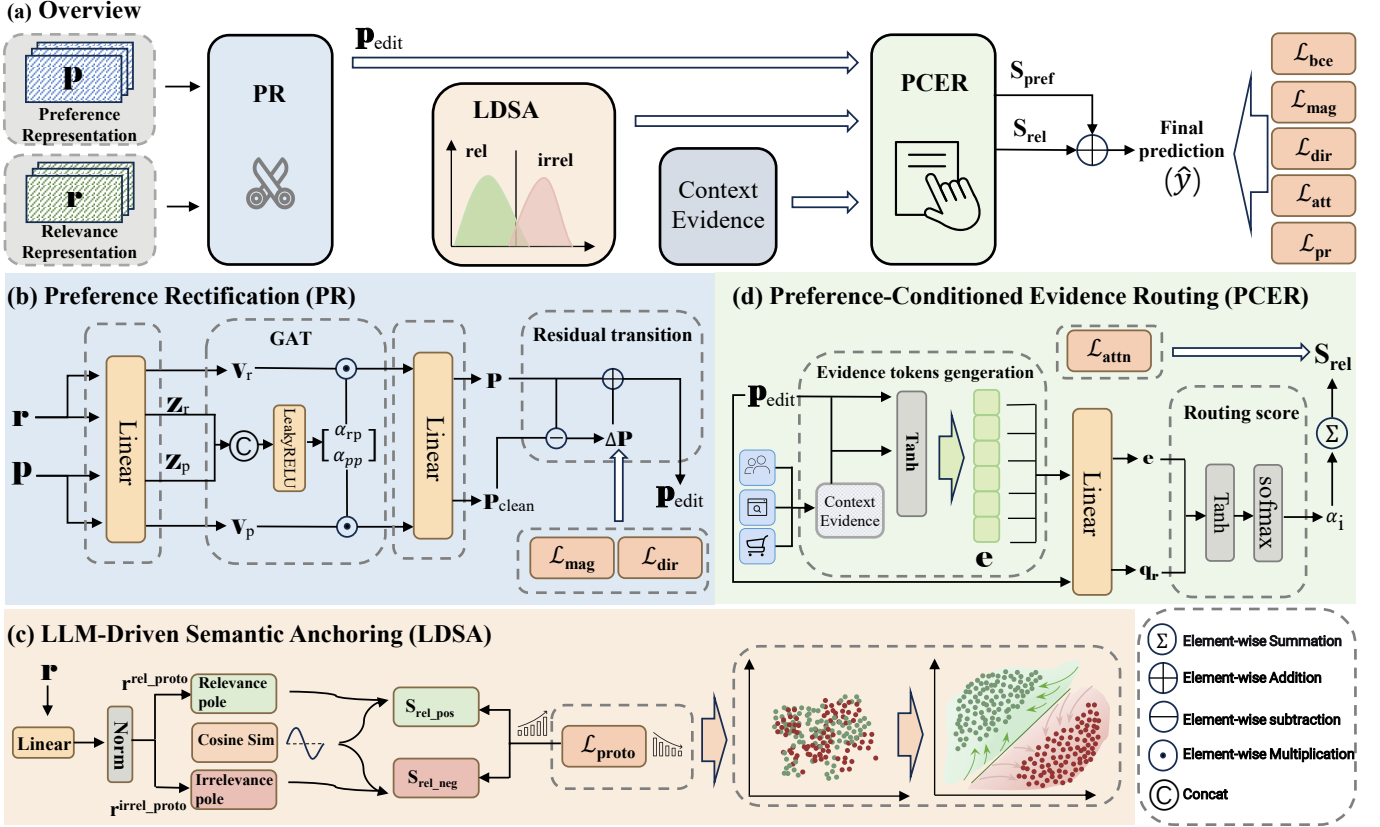 (a) Overview
p
Preference
Representation
r
Relevance
Representation
PR
p_edit
LDSA
rel
irrel
Context
Evidence
PCER
S_pref
S_rel
Final
prediction
(ŷ)
ℒ_bce
ℒ_mag
ℒ_dir
ℒ_att
ℒ_pr
(b) Preference Rectification (PR)
GAT
Residual transition
r
p
Linear
V_r
Z_r
Z_p
V_p
C
LeakyRELU
α_rp
α_pp
Linear
P
P_clean
ΔP
p_edit
ℒ_mag
ℒ_dir
(d) Preference-Conditioned Evidence Routing (PCER)
ℒ_attn
S_rel
Evidence tokens gengeration
p_edit
Tanh
Context
Evidence
e
Linear
e
q_r
Routing score
Tanh
sofmax
α_i
Σ
(c) LLM-Driven Semantic Anchoring (LDSA)
r
Linear
Norm
r^rel_proto
r^irrel_proto
Relevance
pole
Cosine Sim
Irrelevance
pole
S_rel_pos
S_rel_neg
ℒ_proto
Σ Element-wise Summation
Element-wise Addition
Element-wise subtraction
Element-wise Multiplication
C Concat